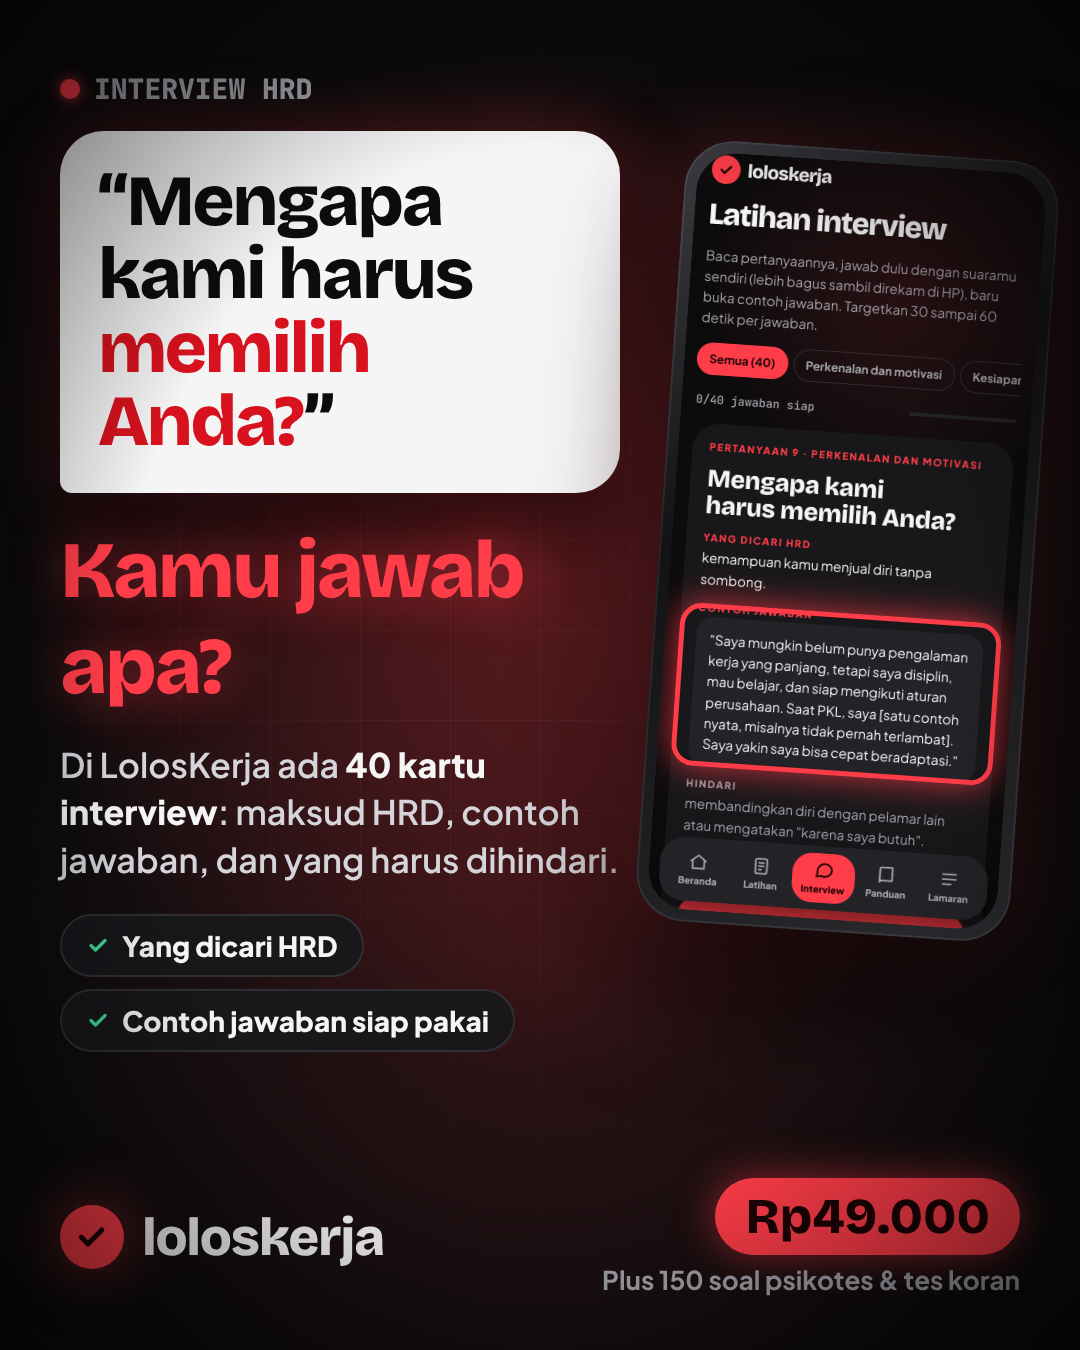 INTERVIEW HRD
“Mengapa
kami harus
memilih
Anda?”
Kamu jawab
apa?
Di LolosKerja ada 40 kartu
interview: maksud HRD, contoh
jawaban, dan yang harus dihindari.
Yang dicari HRD
Contoh jawaban siap pakai
loloskerja
Latihan interview
Baca pertanyaannya, jawab dulu dengan suaramu
sendiri (lebih bagus sambil direkam di HP), baru
buka contoh jawaban. Targetkan 30 sampai 60
detik per jawaban.
Semua (40)
Perkenalan dan motivasi
Kesiapan
0/40 jawaban siap
PERTANYAAN 9 · PERKENALAN DAN MOTIVASI
Mengapa kami
harus memilih Anda?
YANG DICARI HRD
kemampuan kamu menjual diri tanpa
sombong.
CONTOH JAWABAN
"Saya mungkin belum punya pengalaman
kerja yang panjang, tetapi saya disiplin,
mau belajar, dan siap mengikuti aturan
perusahaan. Saat PKL, saya [satu contoh
nyata, misalnya tidak pernah terlambat].
Saya yakin saya bisa cepat beradaptasi."
HINDARI
membandingkan diri dengan pelamar lain
atau mengatakan "karena saya butuh".
Beranda
Latihan
Interview
Panduan
Lamaran
loloskerja
Rp49.000
Plus 150 soal psikotes & tes koran